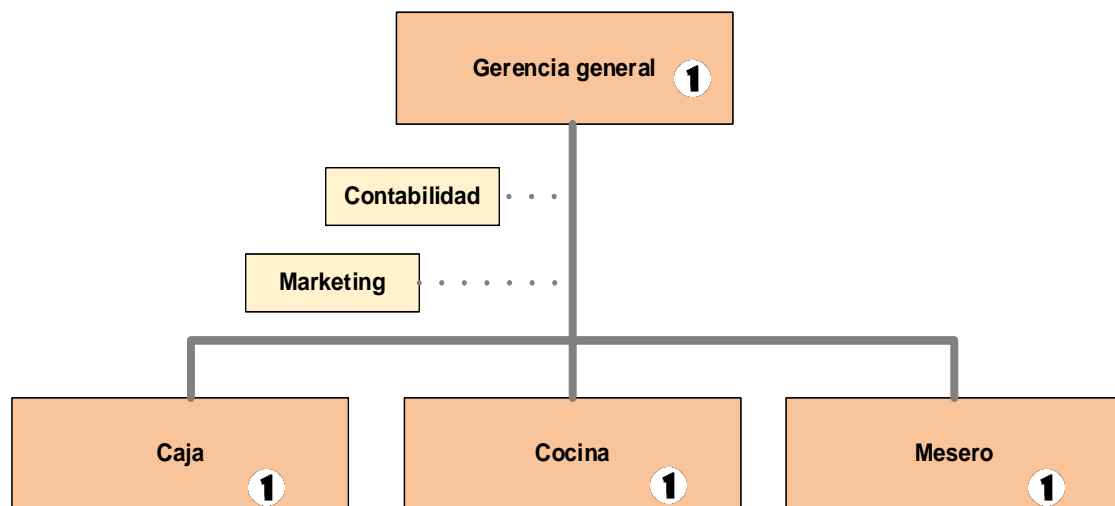 Gerencia general
1
Contabilidad
Marketing
Caja
1
Cocina
1
Mesero
1